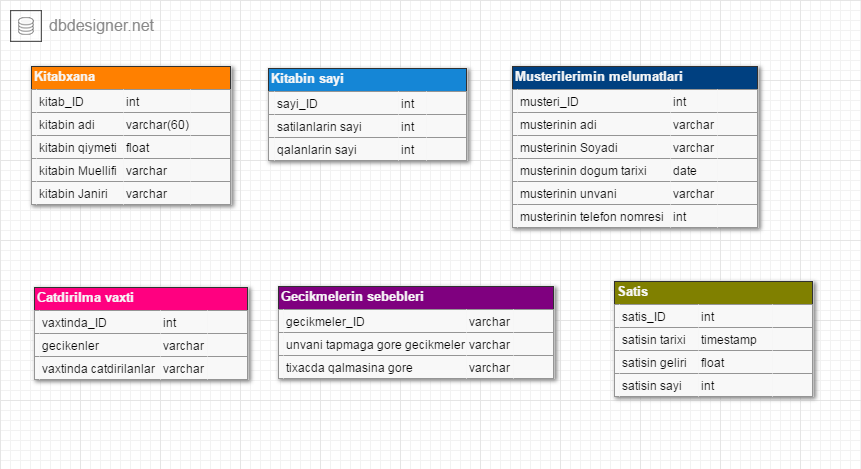 dbdesigner.net
Kitabxana
kitab_ID int
kitabin adi varchar(60)
kitabin qiymeti float
kitabin Muellifi varchar
kitabin Janiri varchar
Kitabin sayi
sayi_ID int
satilanlarin sayi int
qalanlarin sayi int
Musterilerimin melumatlari
musteri_ID int
musterinin adi varchar
musterinin Soyadi varchar
musterinin dogum tarixi date
musterinin unvani varchar
musterinin telefon nomresi int
Catdirilma vaxti
vaxtinda_ID int
gecikenler varchar
vaxtinda catdirilanlar varchar
Gecikmelerin sebebleri
gecikmeler_ID varchar
unvani tapmaga gore gecikmeler varchar
tixacda qalmasina gore varchar
Satis
satis_ID int
satisin tarixi timestamp
satisin geliri float
satisin sayi int